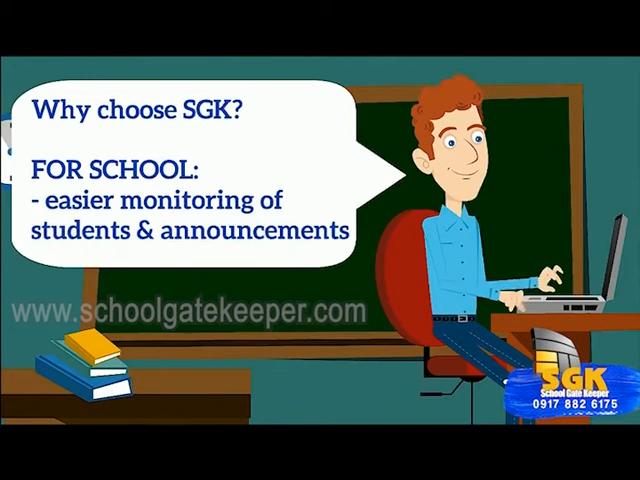 Why choose SGK?
FOR SCHOOL:
- easier monitoring of
students & announcements
www.schoolgatekeeper.com
SGK
School Gate Keeper
0917 882 6175